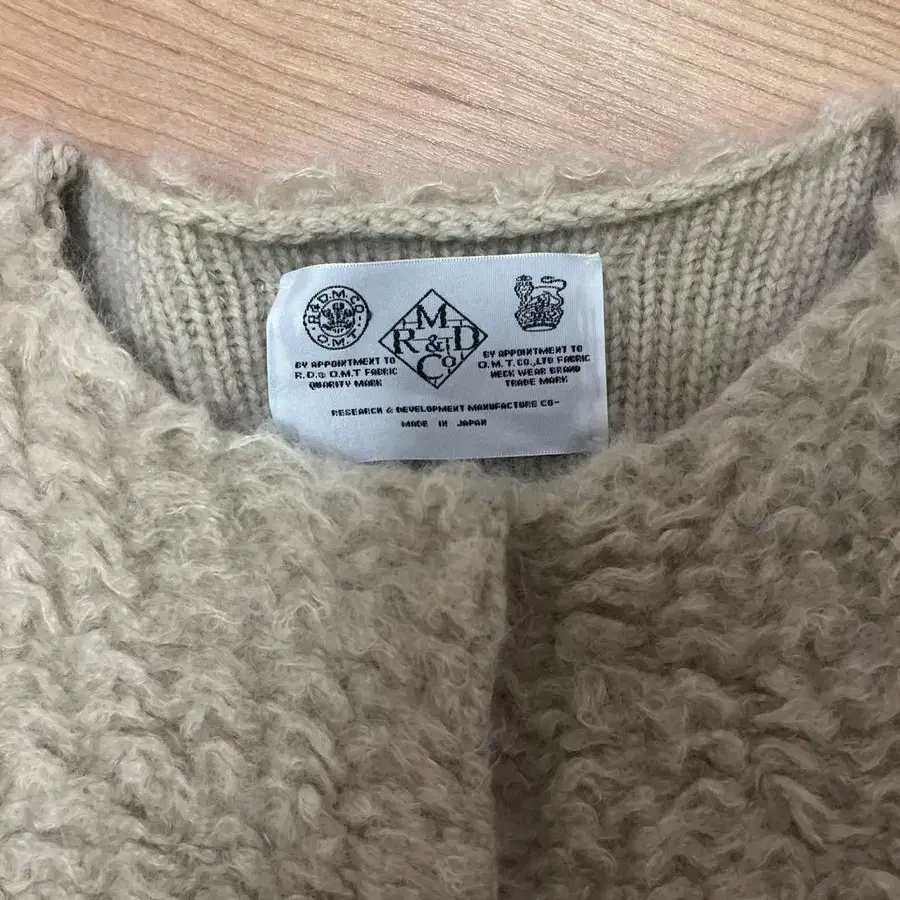 R.&D.M.CO.
O.M.T.
M
R & D
Co
BY APPOINTMENT TO
R.D.& O.M.T FABRIC
QUARITY MARK
BY APPOINTMENT TO
O.M.T.CO.,LTD FABRIC
NECK WEAR BRAND
TRADE MARK
RESEARCH & DEVELOPMENT MANUFACTURE CO-
MADE IN JAPAN